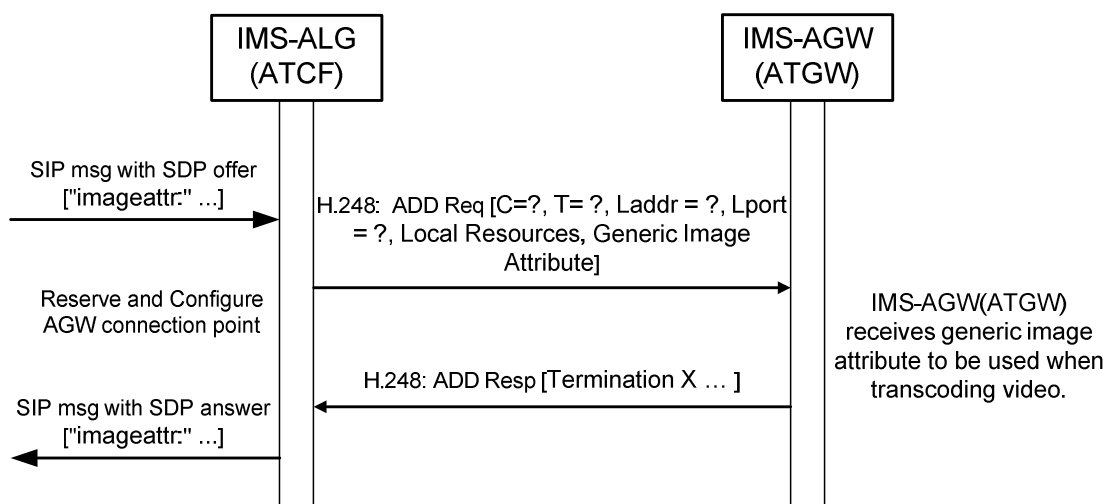 IMS-ALG
(ATCF)
IMS-AGW
(ATGW)
SIP msg with SDP offer
["imageattr:" ...]
H.248: ADD Req [C=?, T= ?, Laddr = ?, Lport
= ?, Local Resources, Generic Image
Attribute]
Reserve and Configure
AGW connection point
IMS-AGW(ATGW)
receives generic image
attribute to be used when
transcoding video.
H.248: ADD Resp [Termination X ... ]
SIP msg with SDP answer
["imageattr:" ...]